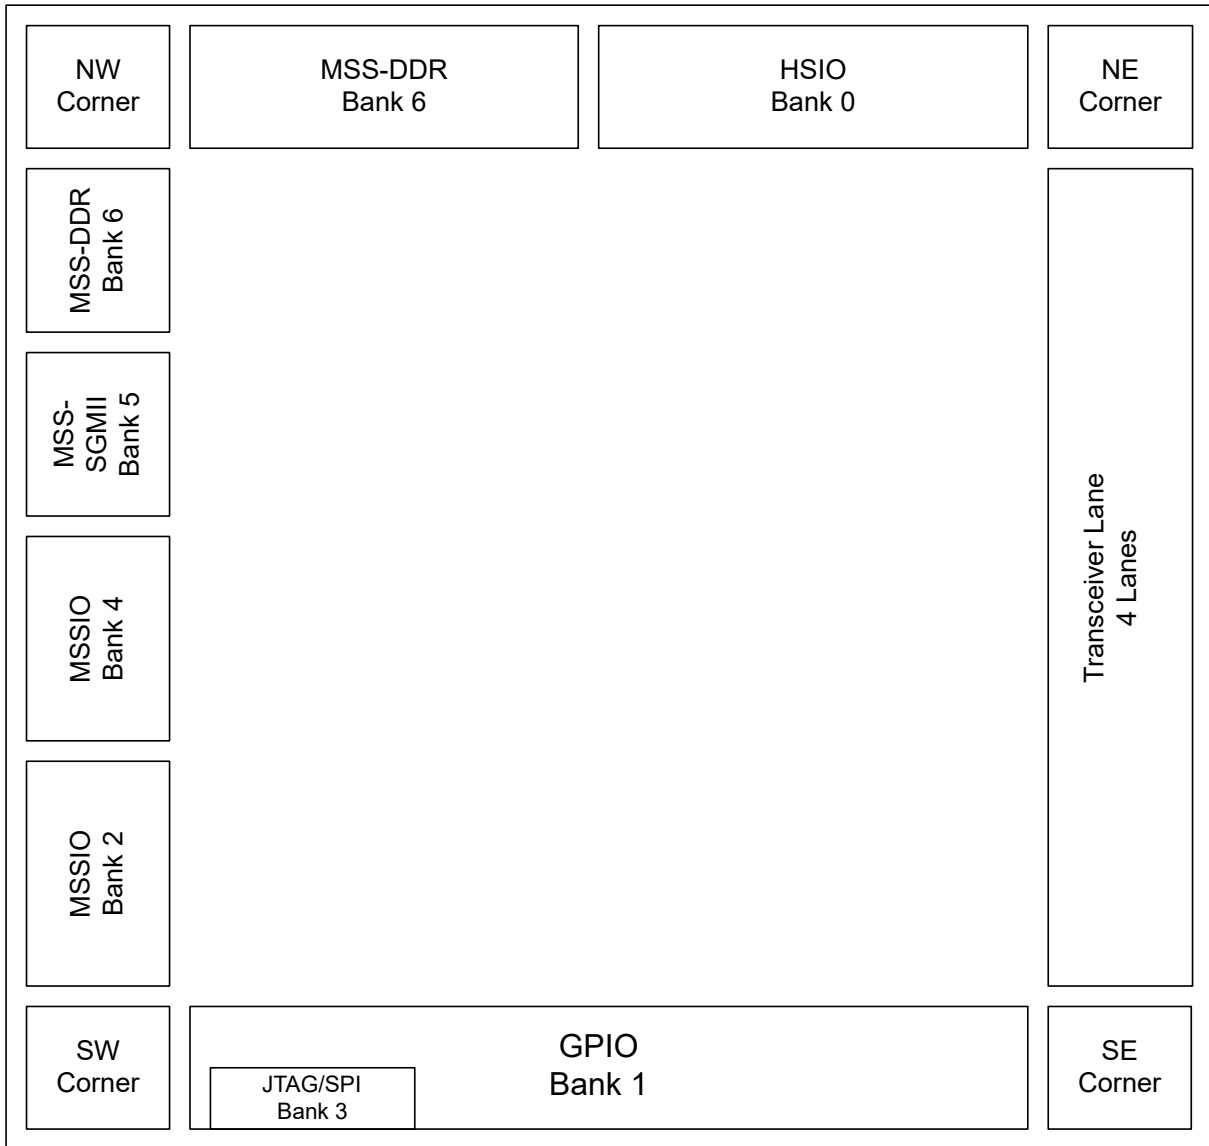 NW
Corner
MSS-DDR
Bank 6
HSIO
Bank 0
NE
Corner
MSS-DDR
Bank 6
MSS-
SGMII
Bank 5
MSSIO
Bank 4
MSSIO
Bank 2
Transceiver Lane
4 Lanes
SW
Corner
GPIO
Bank 1
JTAG/SPI
Bank 3
SE
Corner